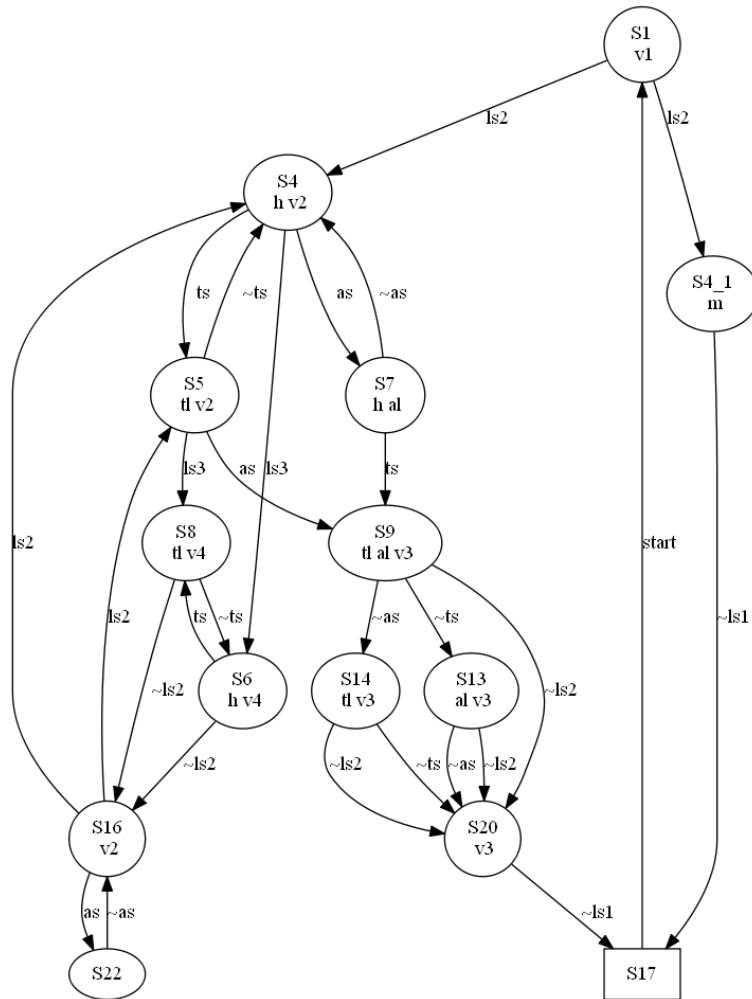 S1
v1
ls2
ls2
S4
h v2
S4_1
m
ts
~ts
as
~as
S5
tl v2
S7
h al
ls3
as
ls3
ts
S8
tl v4
S9
tl al v3
ls2
ls2
start
~ls1
ts
~ts
~as
~ts
S6
h v4
S14
tl v3
S13
al v3
~ls2
~ls2
~ls2
~ls2
~ts
~as
~ls2
S16
v2
S20
v3
as
~as
~ls1
S22
S17